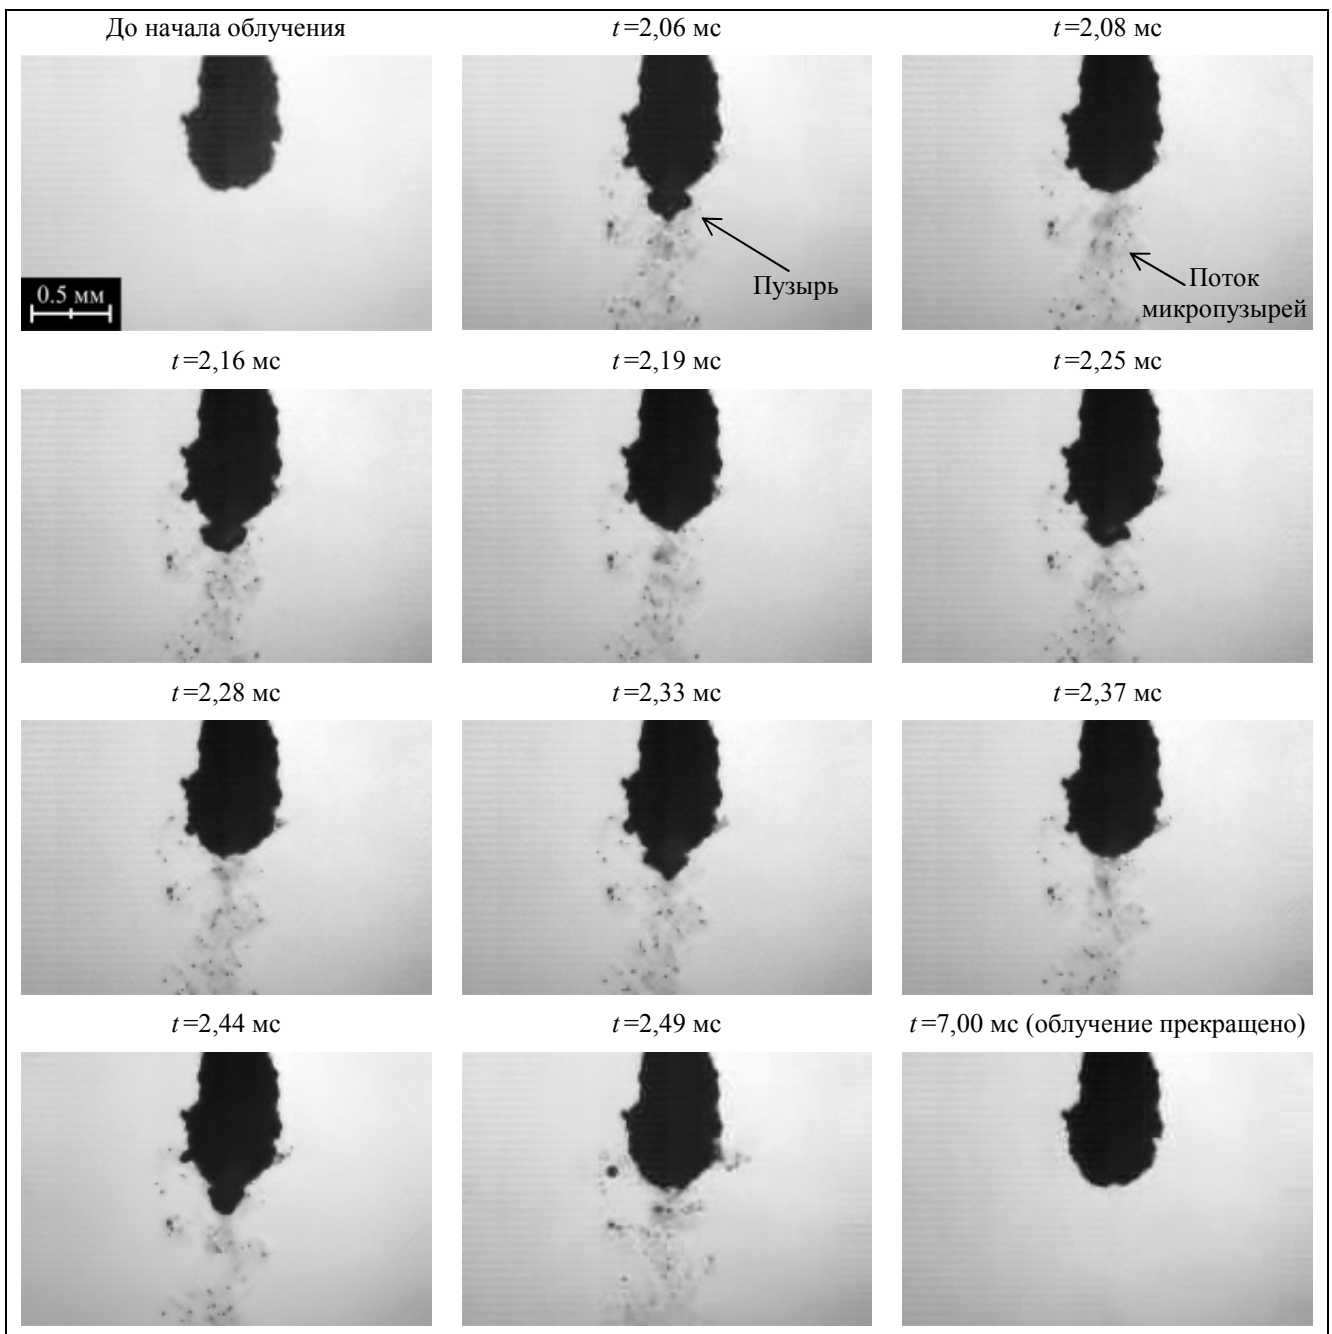 До начала облучения
t=2,06 мс
t=2,08 мс
0.5 мм
Пузырь
Поток
микропузырей
t=2,16 мс
t=2,19 мс
t=2,25 мс
t=2,28 мс
t=2,33 мс
t=2,37 мс
t=2,44 мс
t=2,49 мс
t=7,00 мс (облучение прекращено)